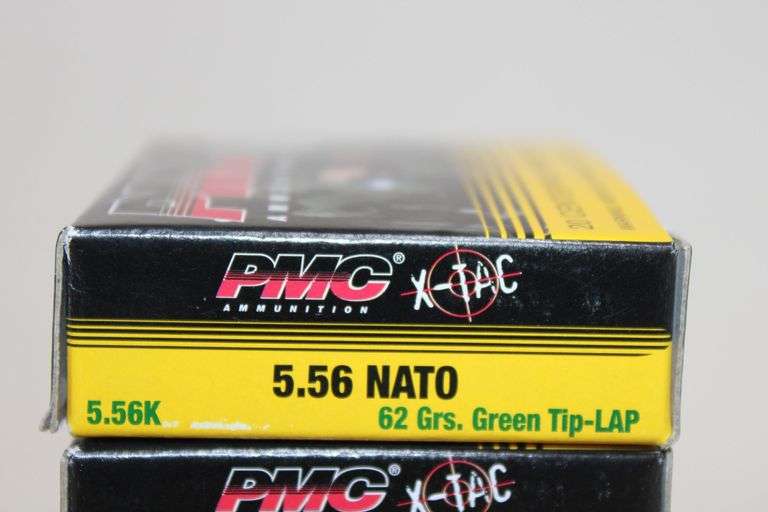 PMC® X-TAC
AMMUNITION
5.56 NATO
5.56K 62 Grs. Green Tip-LAP
PMC® X-TAC